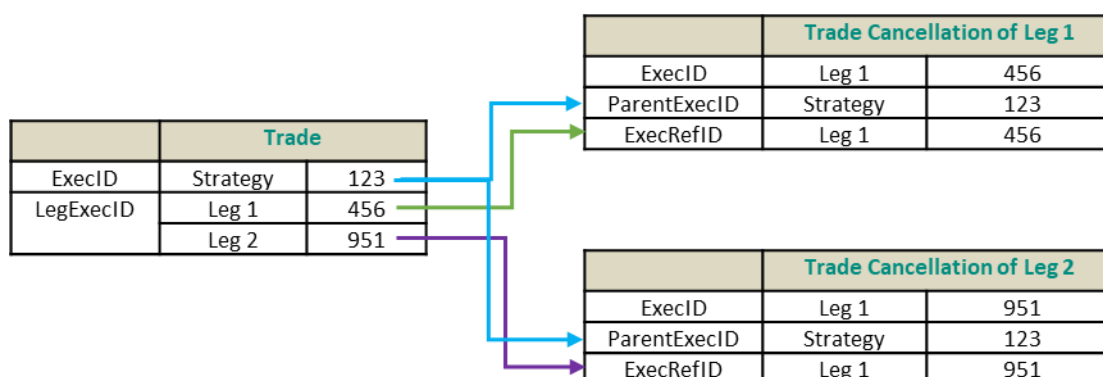 Trade
ExecID Strategy 123
LegExecID Leg 1 456
Leg 2 951
Trade Cancellation of Leg 1
ExecID Leg 1 456
ParentExecID Strategy 123
ExecRefID Leg 1 456
Trade Cancellation of Leg 2
ExecID Leg 1 951
ParentExecID Strategy 123
ExecRefID Leg 1 951